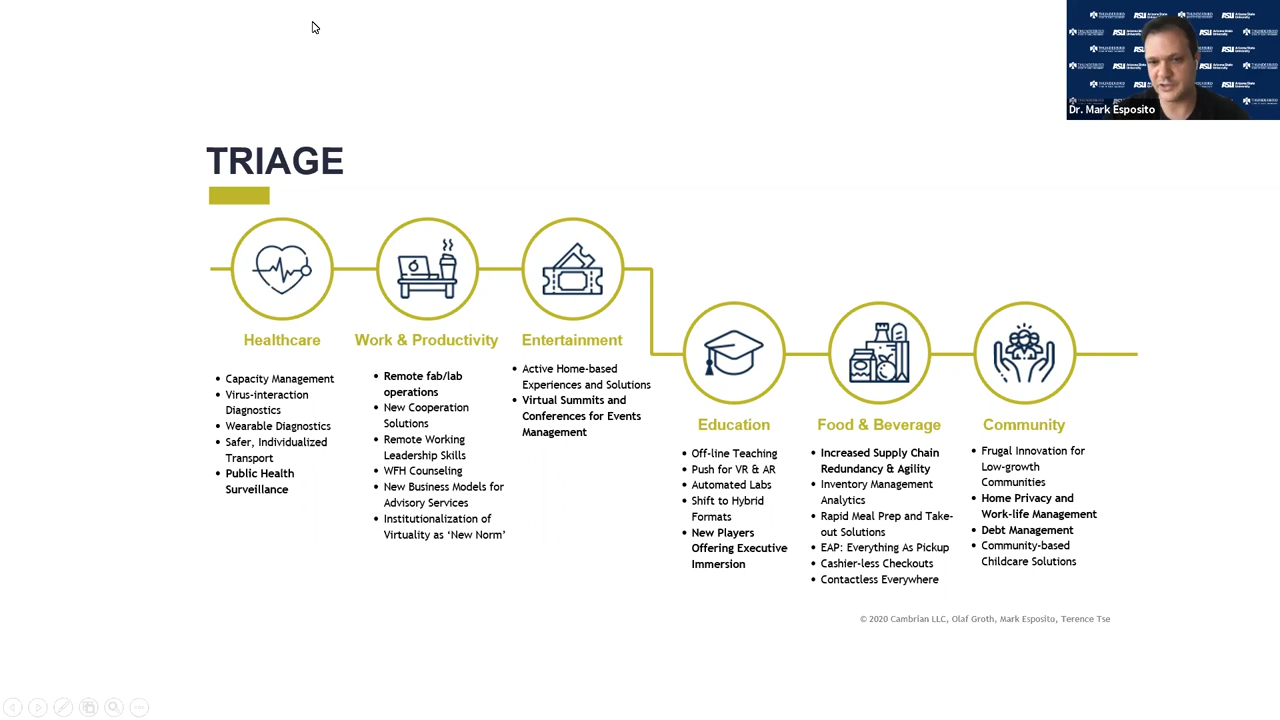 Dr. Mark Esposito
TRIAGE
Healthcare
• Capacity Management
• Virus-interaction
Diagnostics
• Wearable Diagnostics
• Safer, Individualized
Transport
• Public Health
Surveillance
Work & Productivity
• Remote fab/lab
operations
• New Cooperation
Solutions
• Remote Working
Leadership Skills
• WFH Counseling
• New Business Models for
Advisory Services
• Institutionalization of
Virtuality as ‘New Norm’
Entertainment
• Active Home-based
Experiences and Solutions
• Virtual Summits and
Conferences for Events
Management
Education
• Off-line Teaching
• Push for VR & AR
• Automated Labs
• Shift to Hybrid
Formats
• New Players
Offering Executive
Immersion
Food & Beverage
• Increased Supply Chain
Redundancy & Agility
• Inventory Management
Analytics
• Rapid Meal Prep and Take-
out Solutions
• EAP: Everything As Pickup
• Cashier-less Checkouts
• Contactless Everywhere
Community
• Frugal Innovation for
Low-growth
Communities
• Home Privacy and
Work-life Management
• Debt Management
• Community-based
Childcare Solutions
© 2020 Cambrian LLC, Olaf Groth, Mark Esposito, Terence Tse